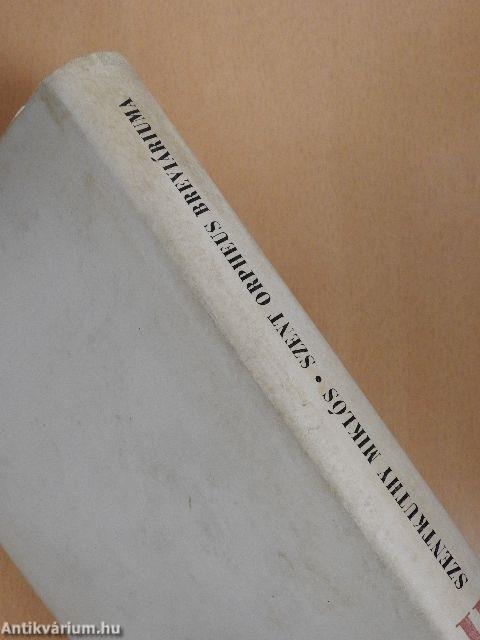 SZENTKUTHY MIKLÓS • SZENT ORPHEUS BREVIÁRIUMA
Antikvárium.hu